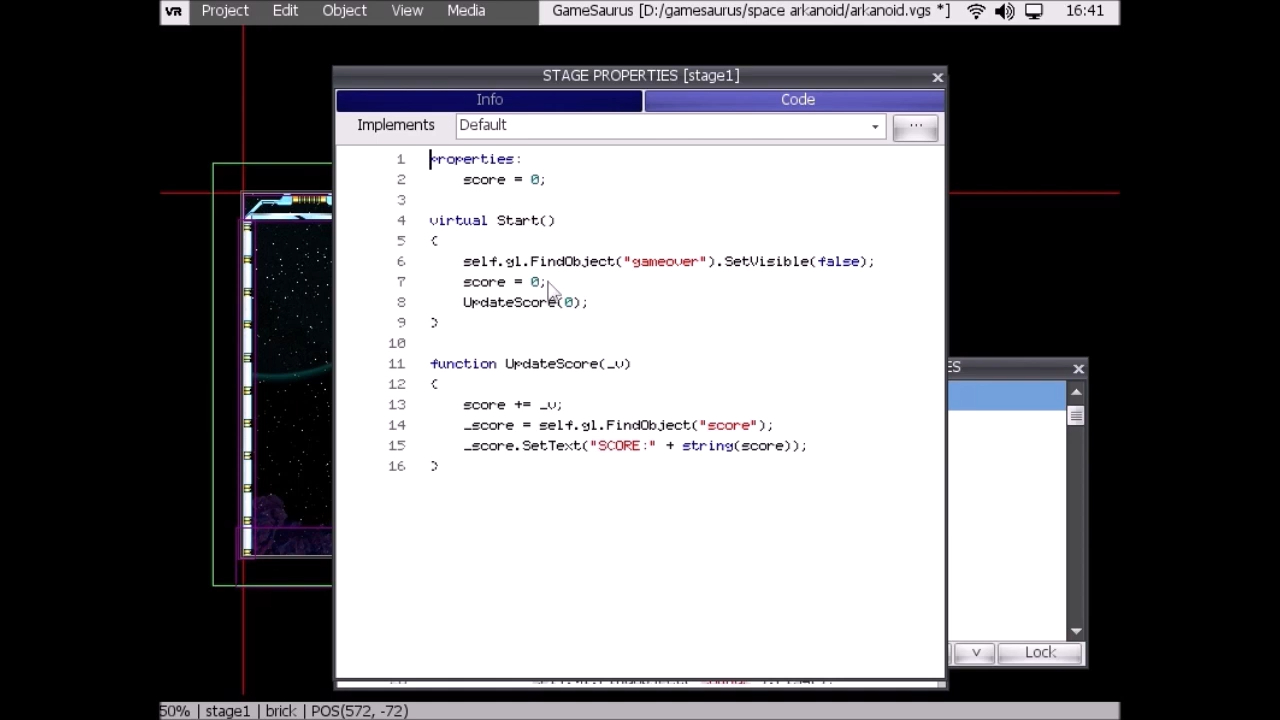 VR Project Edit Object View Media GameSaurus [D:/gamesaurus/space arkanoid/arkanoid.vgs *] 16:41
STAGE PROPERTIES [stage1] x
Info Code
Implements Default ...
1 properties:
2 score = 0;
3
4 virtual Start()
5 {
6 self.gl.FindObject("gameover").SetVisible(false);
7 score = 0;
8 UpdateScore(0);
9 }
10
11 function UpdateScore(_v)
12 {
13 score += _v;
14 _score = self.gl.FindObject("score");
15 _score.SetText("SCORE:" + string(score));
16 }
ES x
v Lock
50% | stage1 | brick | POS(572, -72)